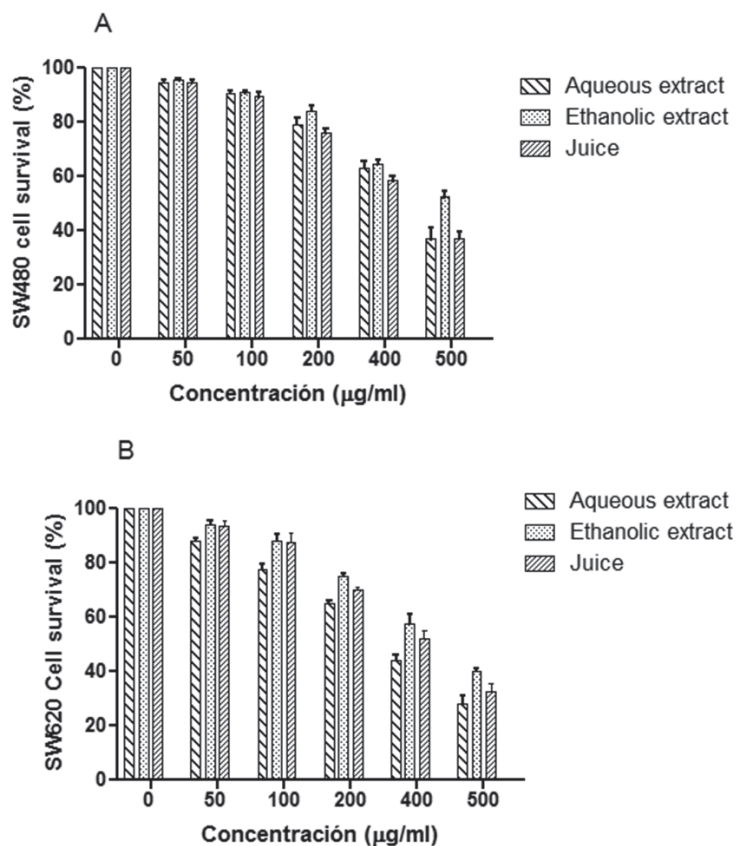 A
SW480 cell survival (%)
100
80
60
40
20
0
0 50 100 200 400 500
Concentración (µg/ml)
Aqueous extract
Ethanolic extract
Juice
B
SW620 Cell survival (%)
100
80
60
40
20
0
0 50 100 200 400 500
Concentración (µg/ml)
Aqueous extract
Ethanolic extract
Juice